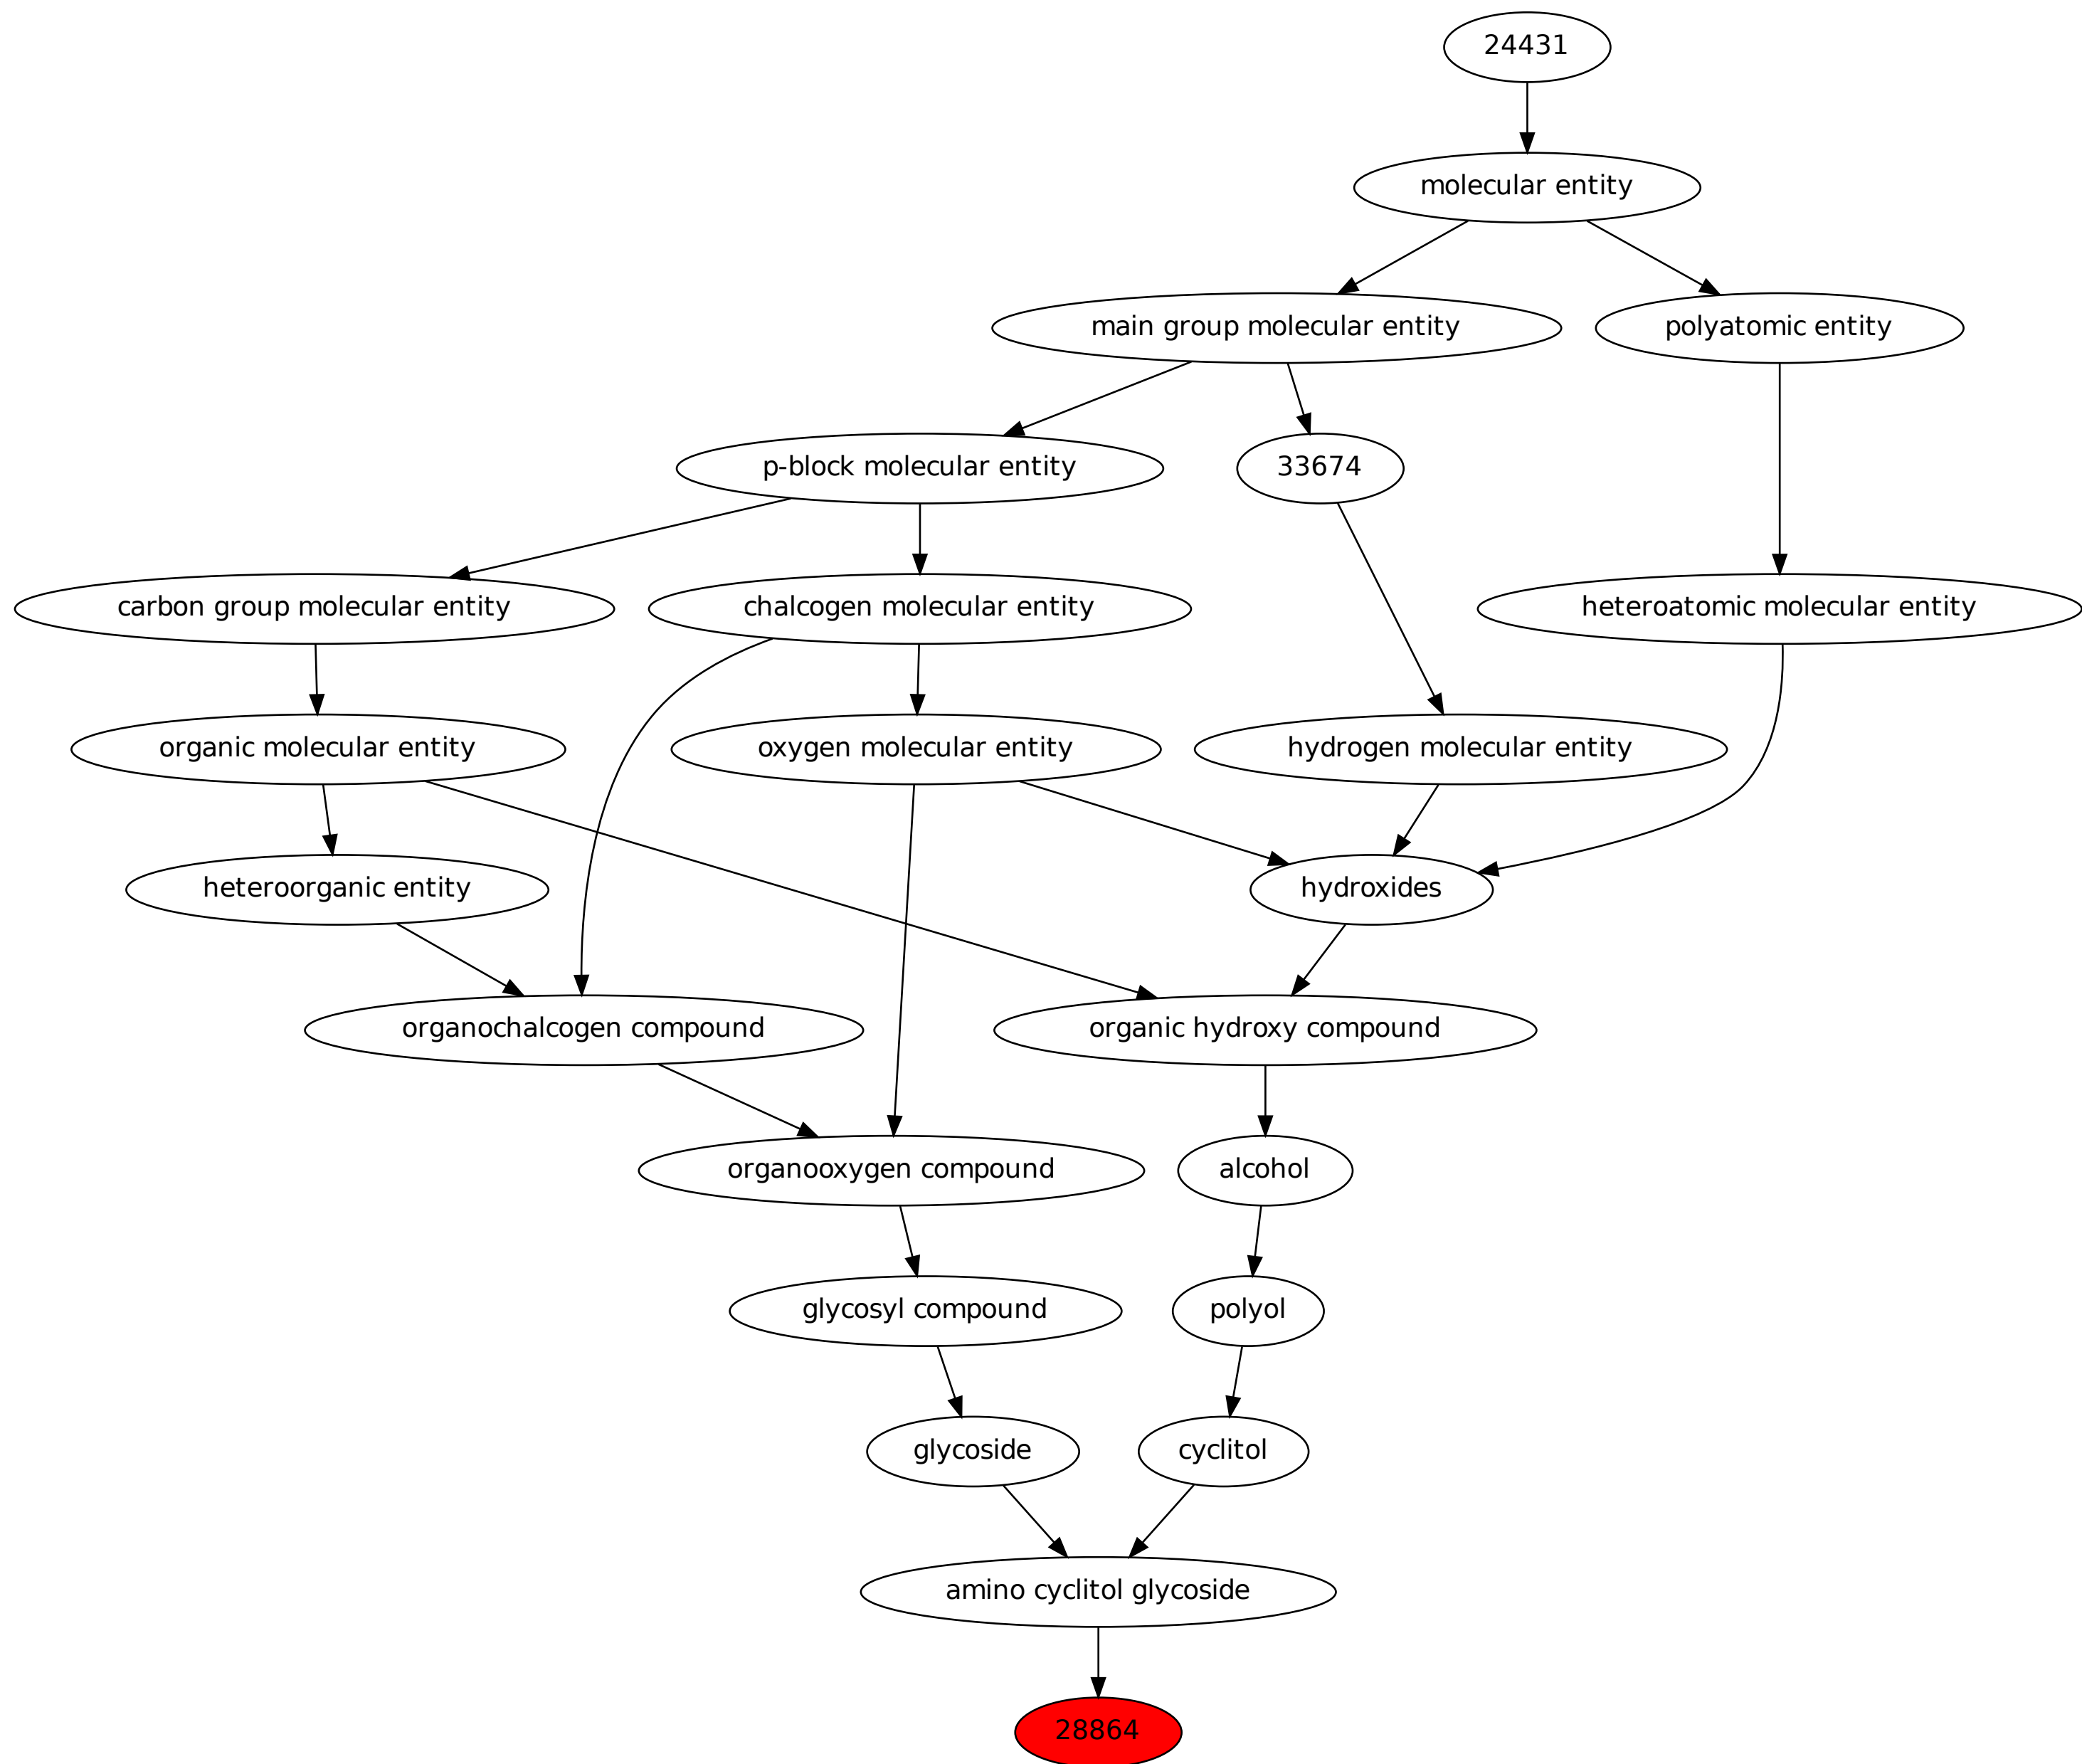 24431
molecular entity
main group molecular entity
polyatomic entity
p-block molecular entity
33674
carbon group molecular entity
chalcogen molecular entity
heteroatomic molecular entity
organic molecular entity
oxygen molecular entity
hydrogen molecular entity
heteroorganic entity
hydroxides
organochalcogen compound
organic hydroxy compound
organooxygen compound
alcohol
glycosyl compound
polyol
glycoside
cyclitol
amino cyclitol glycoside
28864